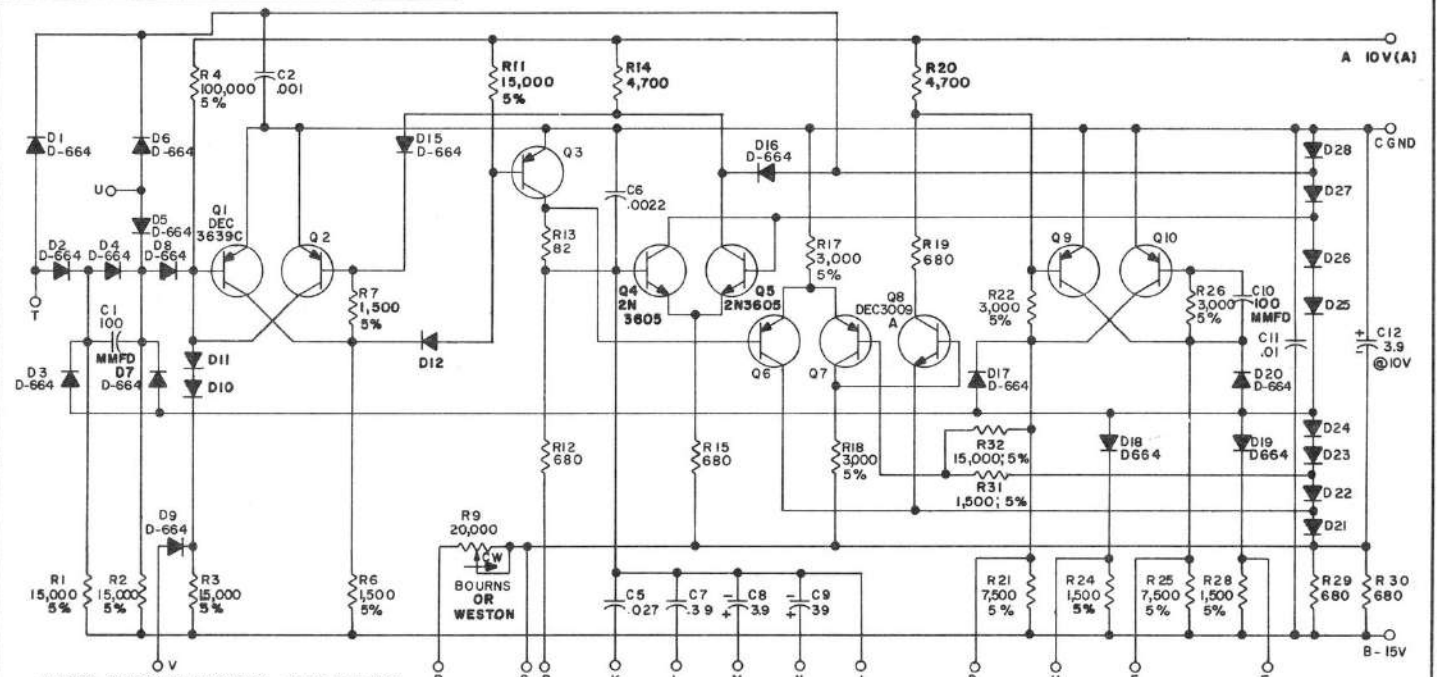 A 10V(A)
R4
100,000
5%
C2
.001
R11
15,000
5%
R14
4,700
R20
4,700
D1
D-664
D6
D-664
D15
D-664
Q3
D16
D-664
C GND
D28
D27
U
D5
D-664
Q1
DEC
3639C
Q2
C6
.0022
R13
82
R17
3,000
5%
R19
680
Q9
Q10
D26
D2
D-664
D4
D-664
D8
D-664
T
R7
1,500
5%
Q4
2N
3605
Q5
2N3605
Q8
DEC3009
A
R22
3,000
5%
R26
3,000
5%
C10
100
MMFD
D25
C1
100
MMFD
D3
D-664
D7
D-664
D11
D10
D12
Q6
Q7
D17
D-664
C11
.01
D20
D-664
C12
3.9
@10V
+
-
R12
680
R15
680
R18
3,000
5%
R32
15,000; 5%
R31
1,500; 5%
D18
D664
D19
D664
D24
D23
D22
D21
D9
D-664
R9
20,000
CW
BOURNS
OR
WESTON
R1
15,000
5%
R2
15,000
5%
R3
15,000
5%
R6
1,500
5%
C5
.027
C7
.39
C8
3.9
-
+
C9
39
-
+
R21
7,500
5%
R24
1,500
5%
R25
7,500
5%
R28
1,500
5%
R29
680
R30
680
B-15V
V